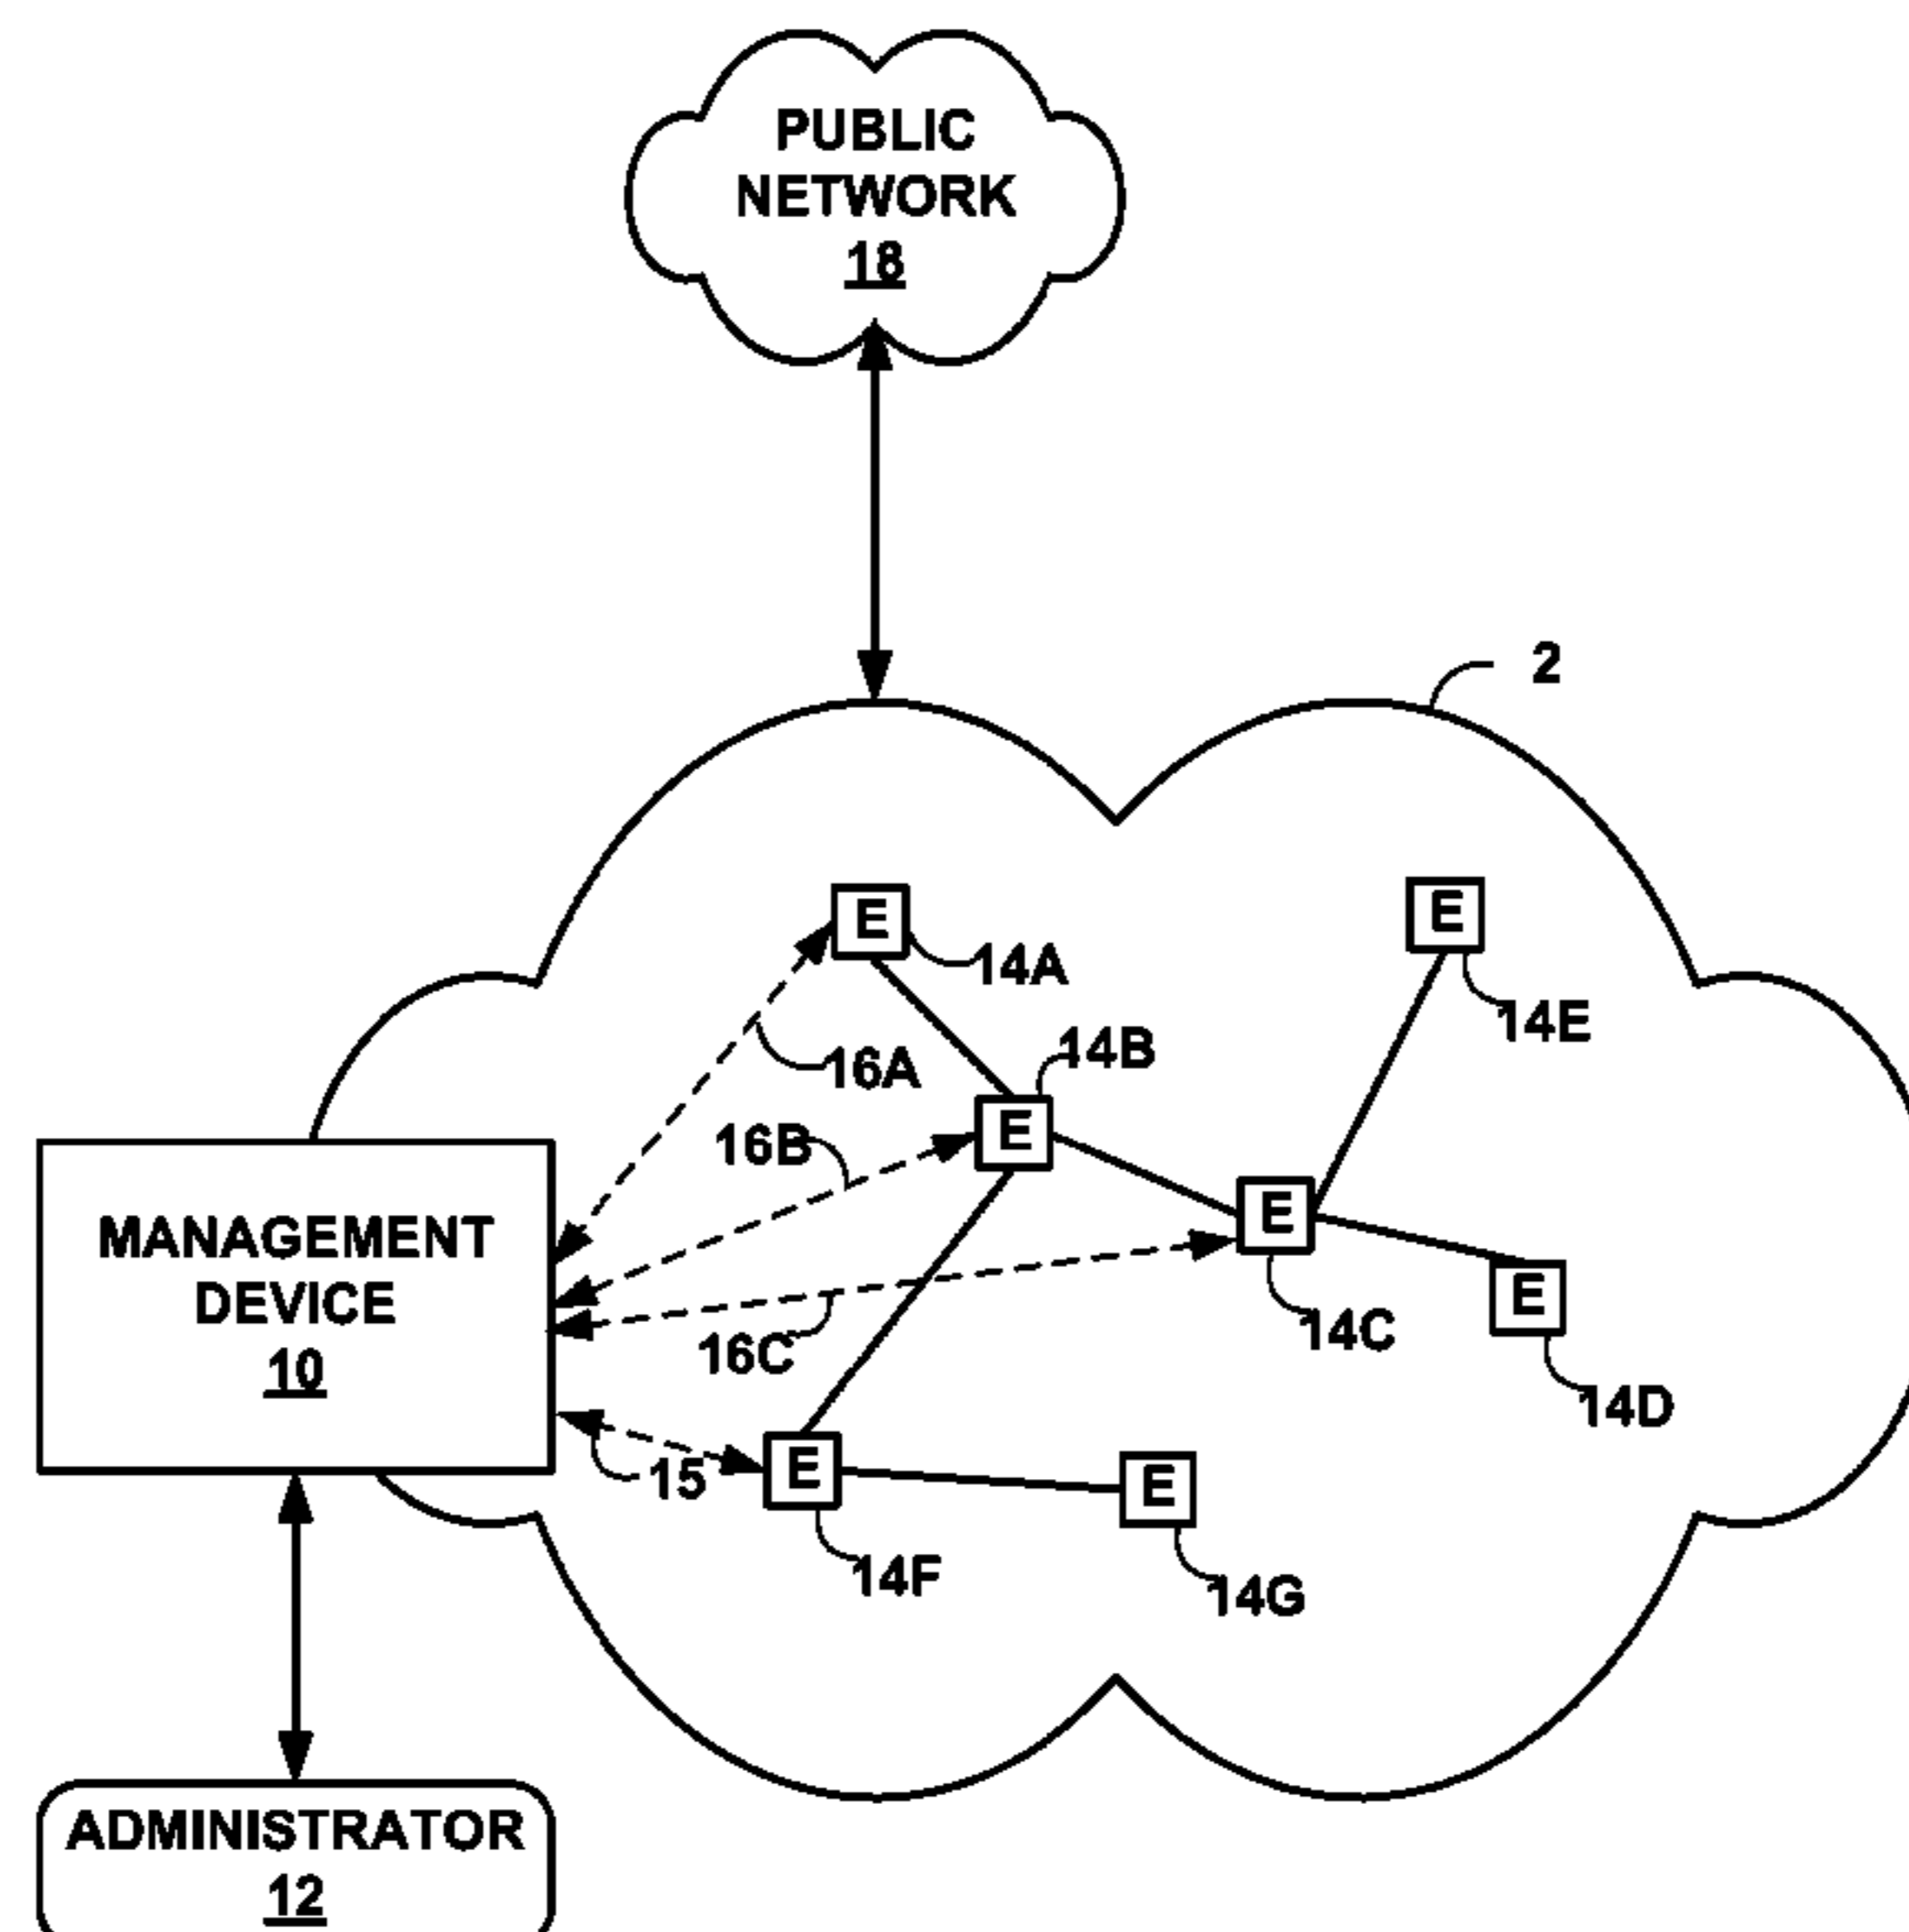 PUBLIC
NETWORK
18
2
E
14A
E
14E
16A
14B
E
16B
E
14C
E
14D
MANAGEMENT
DEVICE
10
16C
15
E
14F
E
14G
ADMINISTRATOR
12